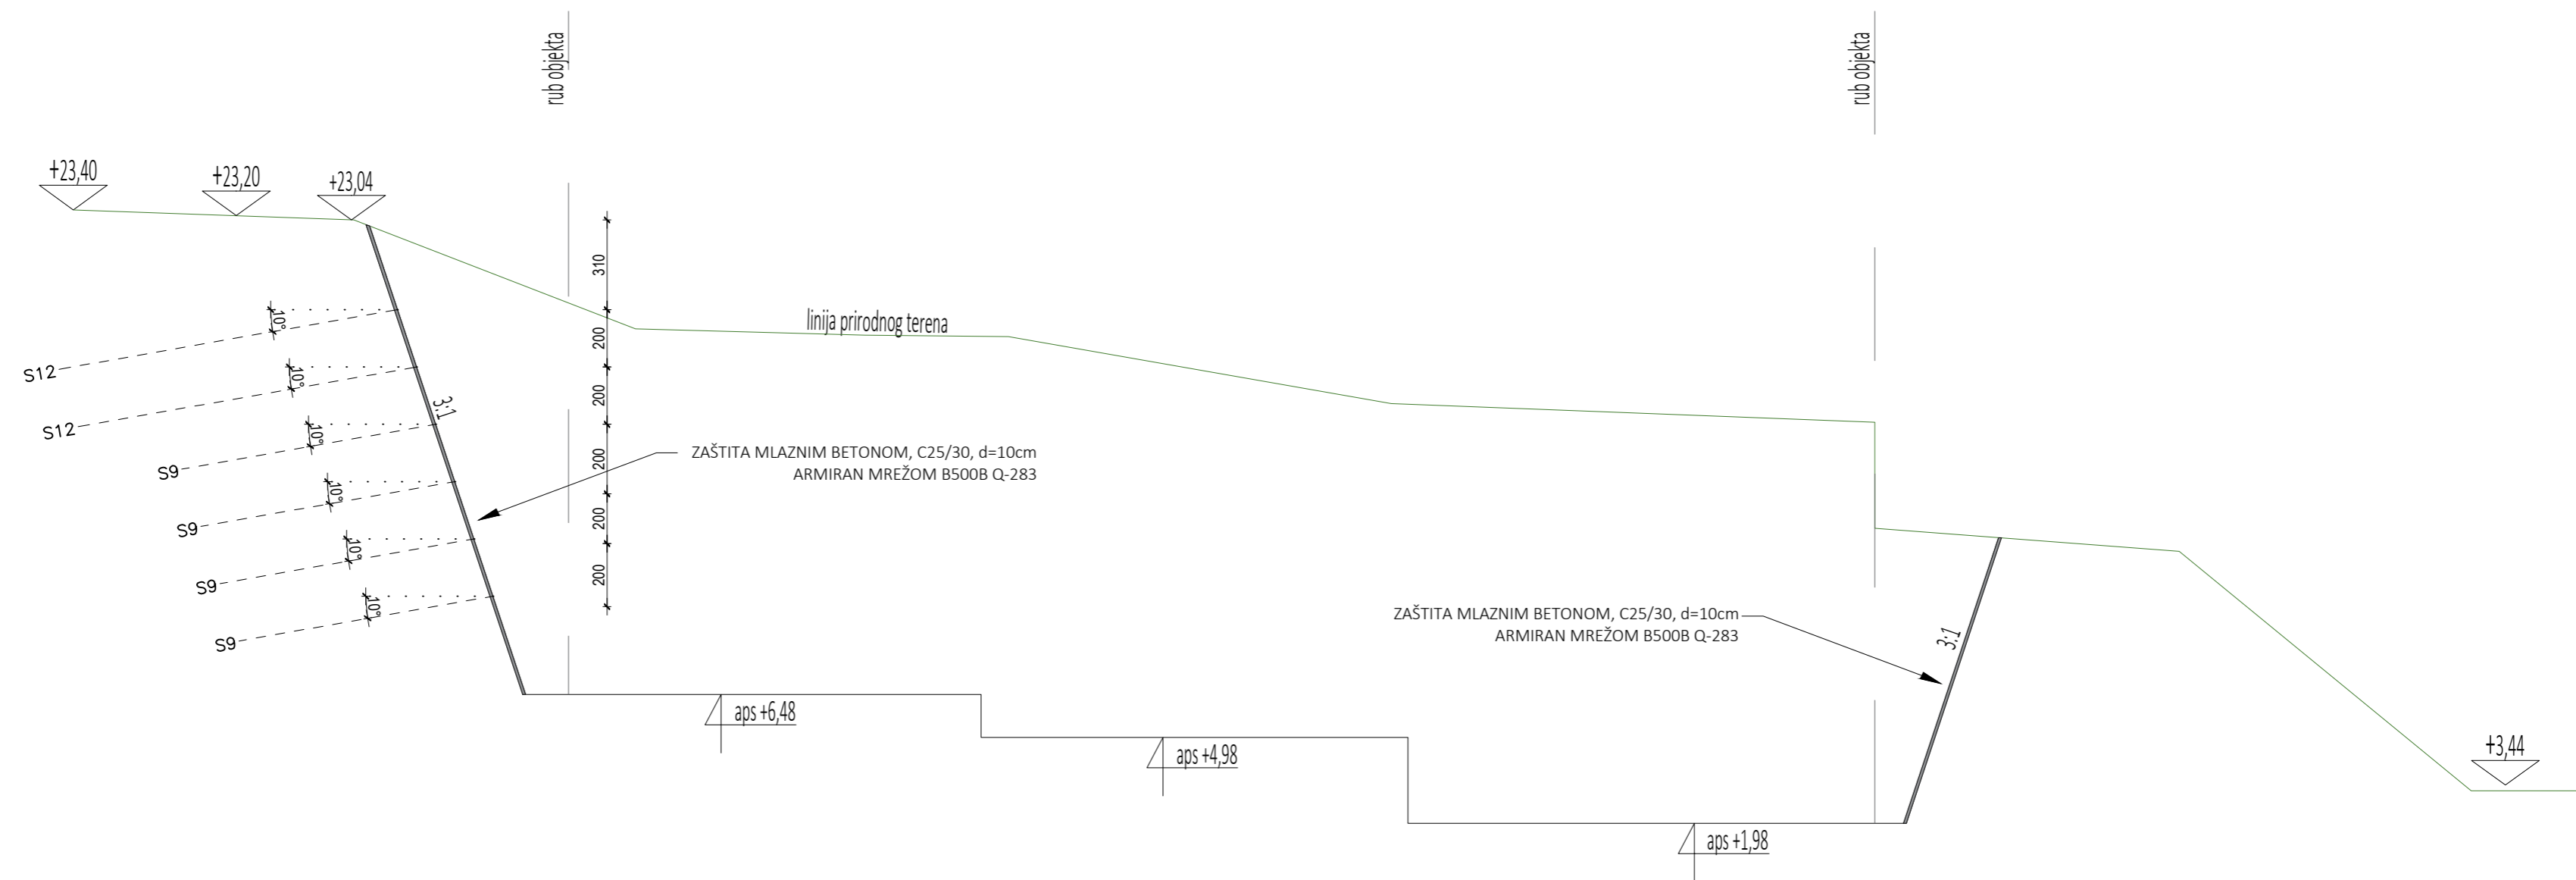 rub objekta
rub objekta
+23,40
+23,20
+23,04
310
200
200
200
200
200
linija prirodnog terena
10°
10°
10°
10°
10°
10°
S12
S12
S9
S9
S9
S9
3:1
ZAŠTITA MLAZNIM BETONOM, C25/30, d=10cm
ARMIRAN MREŽOM B500B Q-283
ZAŠTITA MLAZNIM BETONOM, C25/30, d=10cm
ARMIRAN MREŽOM B500B Q-283
3:1
aps +6,48
aps +4,98
aps +1,98
+3,44